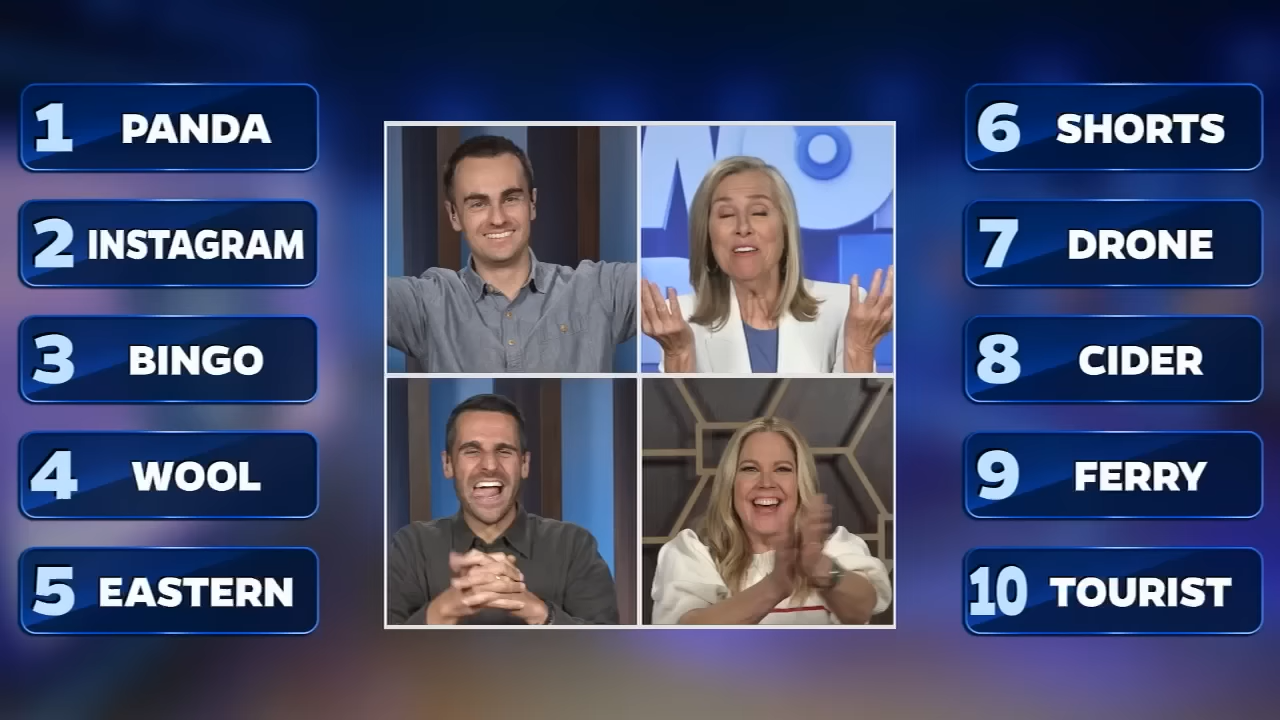 1 PANDA
2 INSTAGRAM
3 BINGO
4 WOOL
5 EASTERN
6 SHORTS
7 DRONE
8 CIDER
9 FERRY
10 TOURIST